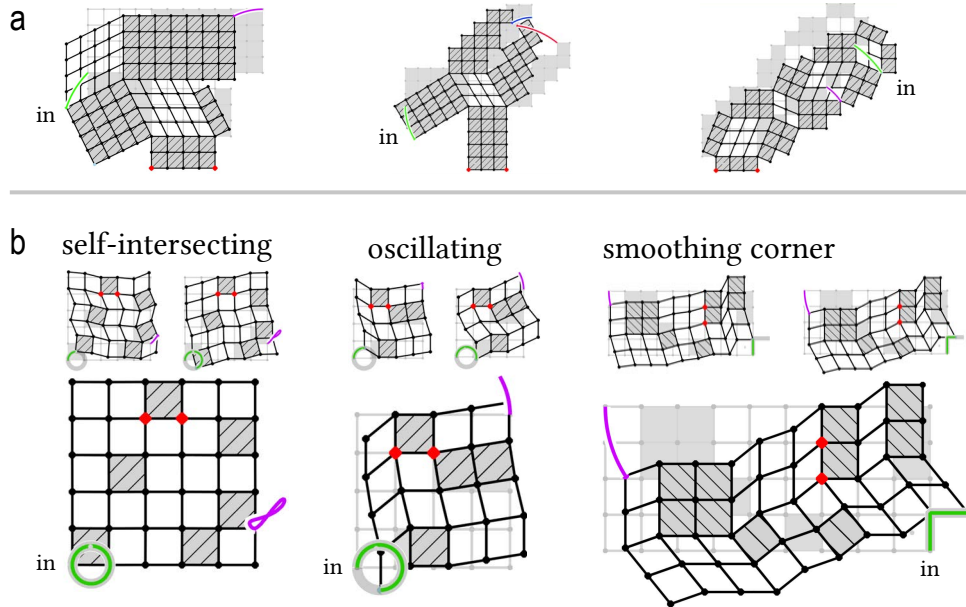 a
in
in
in
b
self-intersecting
oscillating
smoothing corner
in
in
in